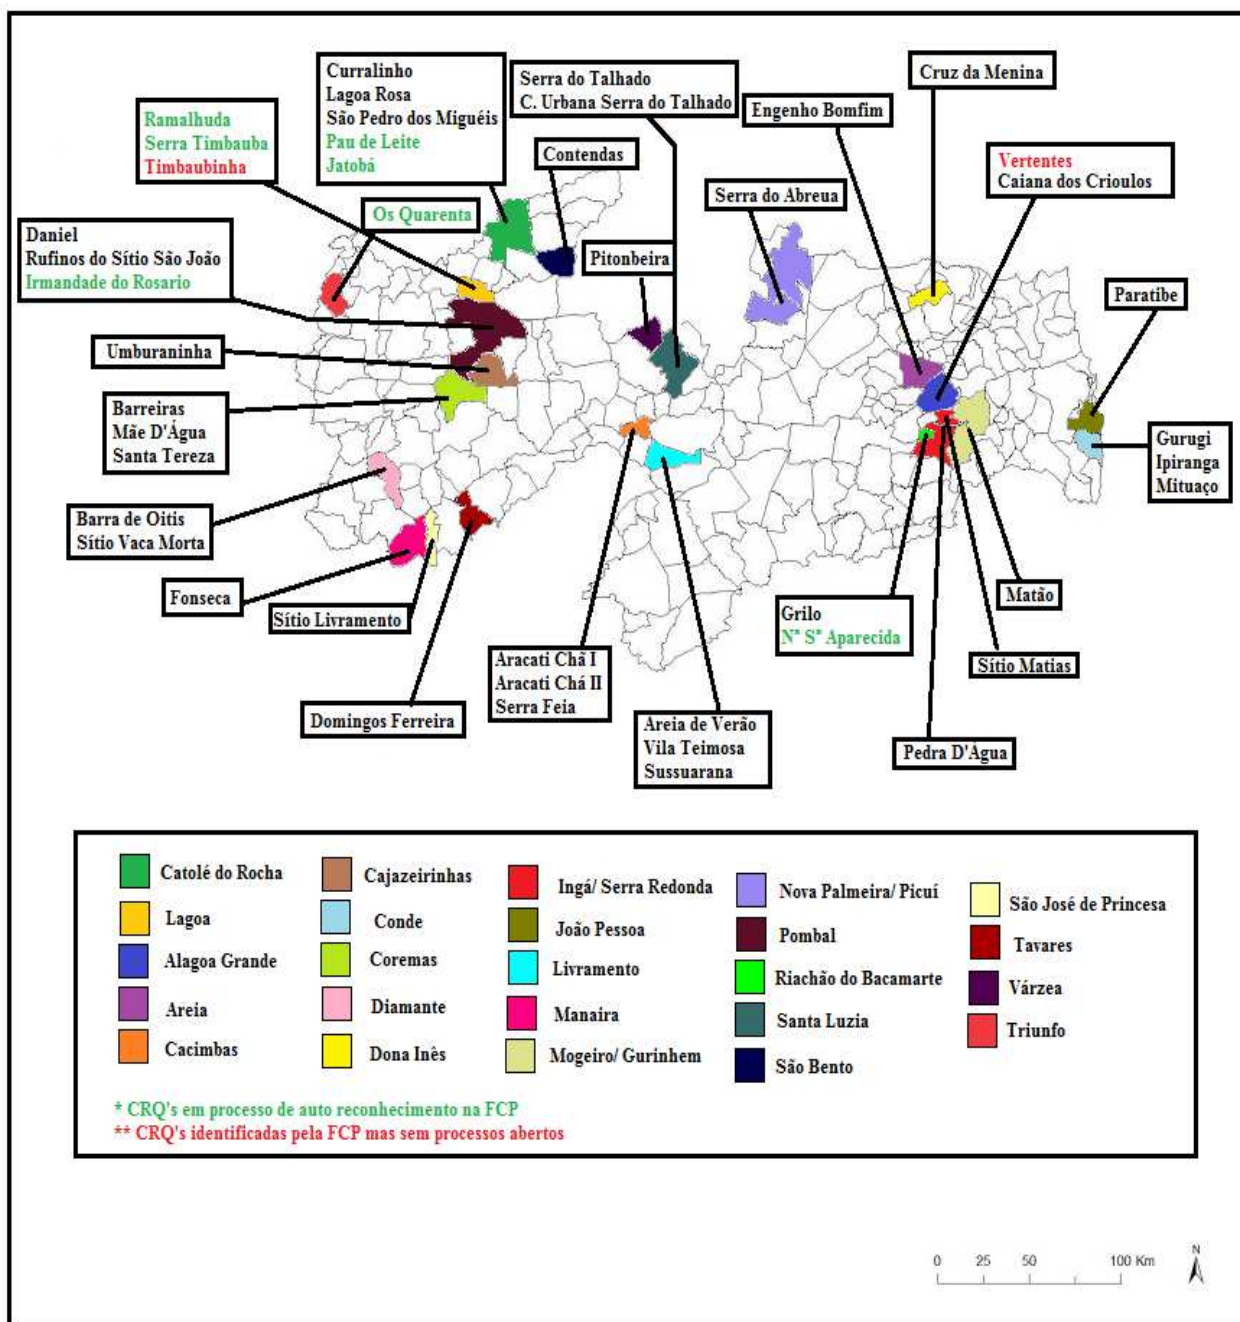 Curralinho
Lagoa Rosa
São Pedro dos Miguéis
Pau de Leite
Jatobá
Serra do Talhado
C. Urbana Serra do Talhado
Cruz da Menina
Engenho Bomfim
Ramalhuda
Serra Timbauba
Timbaubinha
Contendas
Vertentes
Caiana dos Crioulos
Serra do Abreua
Os Quarenta
Daniel
Rufinos do Sítio São João
Irmandade do Rosario
Pitonbeira
Paratibe
Umburaninha
Barreiras
Mãe D'Água
Santa Tereza
Gurugi
Ipiranga
Mituaço
Barra de Oitis
Sítio Vaca Morta
Fonseca
Sítio Livramento
Matão
Grilo
Nª Sª Aparecida
Sítio Matias
Aracati Chã I
Aracati Chá II
Serra Feia
Domingos Ferreira
Areia de Verão
Vila Teimosa
Sussuarana
Pedra D'Água
Catolé do Rocha
Lagoa
Alagoa Grande
Areia
Cacimbas
Cajazeirinhas
Conde
Coremas
Diamante
Dona Inês
Ingá/ Serra Redonda
João Pessoa
Livramento
Manaira
Mogeiro/ Gurinhem
Nova Palmeira/ Picuí
Pombal
Riachão do Bacamarte
Santa Luzia
São Bento
São José de Princesa
Tavares
Várzea
Triunfo
* CRQ's em processo de auto reconhecimento na FCP
** CRQ's identificadas pela FCP mas sem processos abertos
0 25 50 100 Km
N